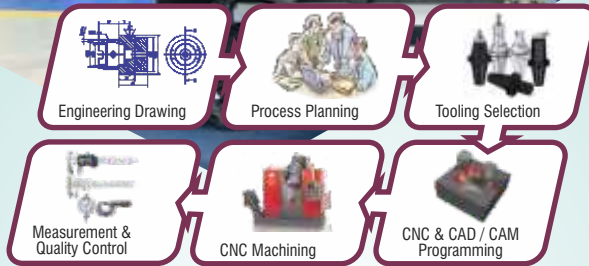 Engineering Drawing
Process Planning
Tooling Selection
CNC & CAD / CAM
Programming
CNC Machining
Measurement &
Quality Control